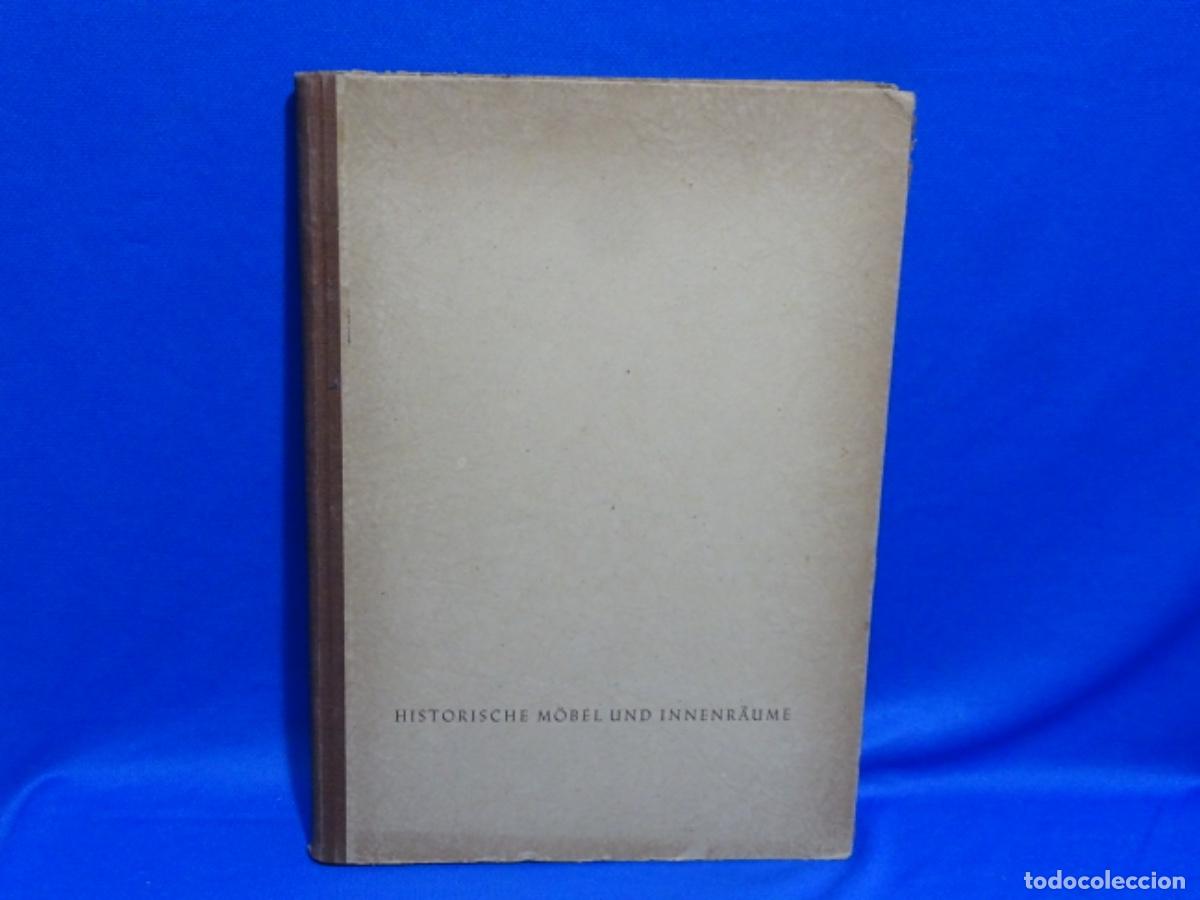 HISTORISCHE MÖBEL UND INNENRÄUME
todocoleccion